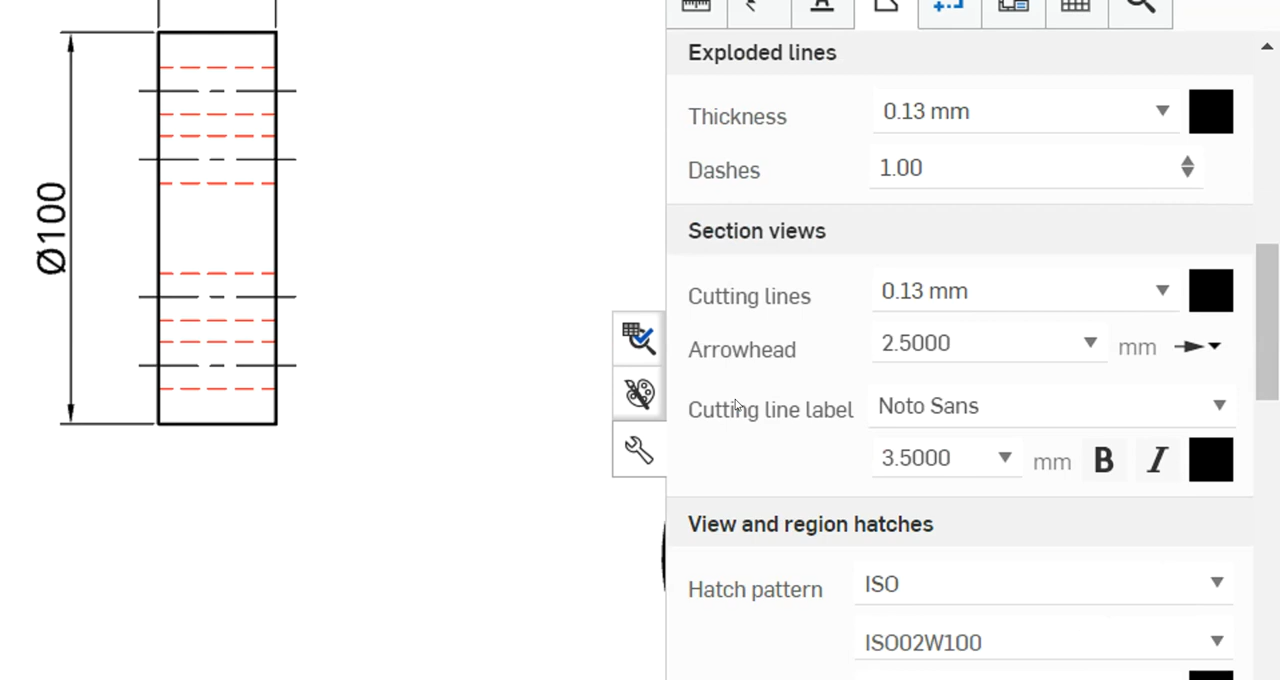 Exploded lines
Thickness 0.13 mm
Dashes 1.00
Section views
Cutting lines 0.13 mm
Arrowhead 2.5000 mm
Cutting line label Noto Sans
3.5000 mm B I
View and region hatches
Hatch pattern ISO
ISO02W100
Ø100